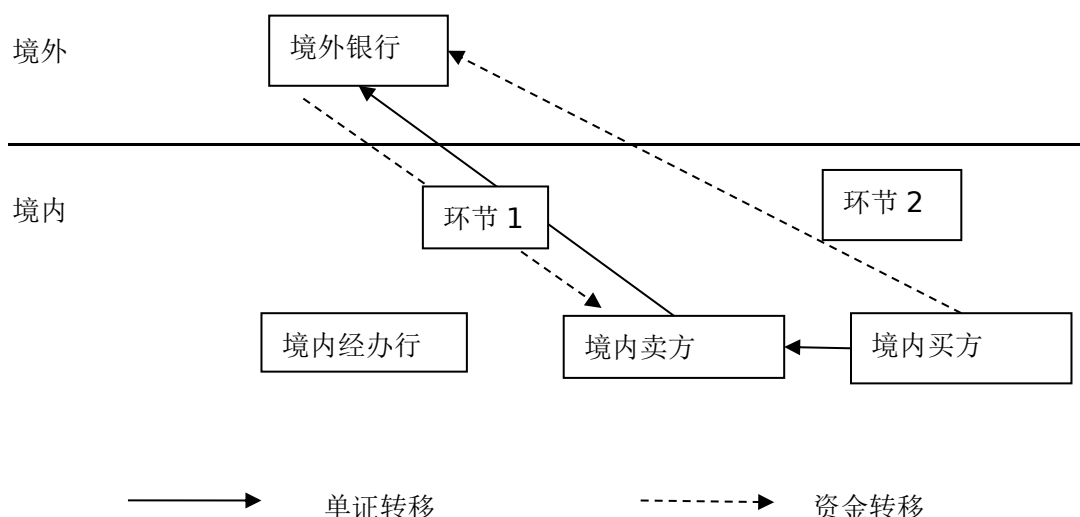 境外
境外银行
境内
环节 1
环节 2
境内经办行
境内卖方
境内买方
单证转移
资金转移